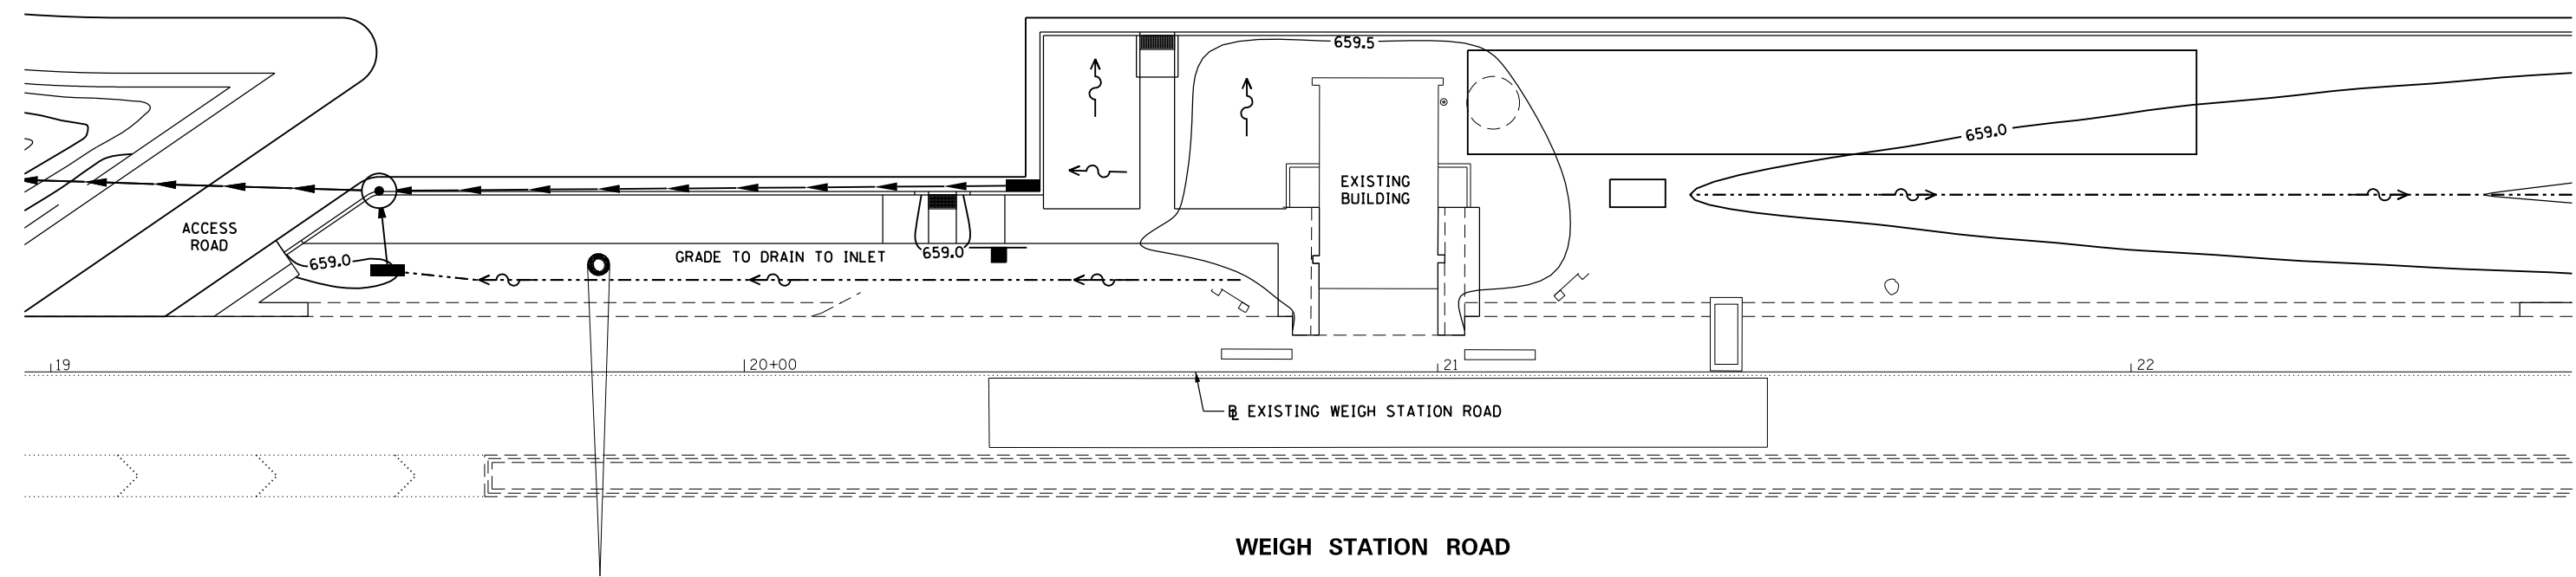 659.5
659.0
EXISTING
BUILDING
ACCESS
ROAD
659.0
GRADE TO DRAIN TO INLET
659.0
19
20+00
21
22
BL EXISTING WEIGH STATION ROAD
WEIGH STATION ROAD